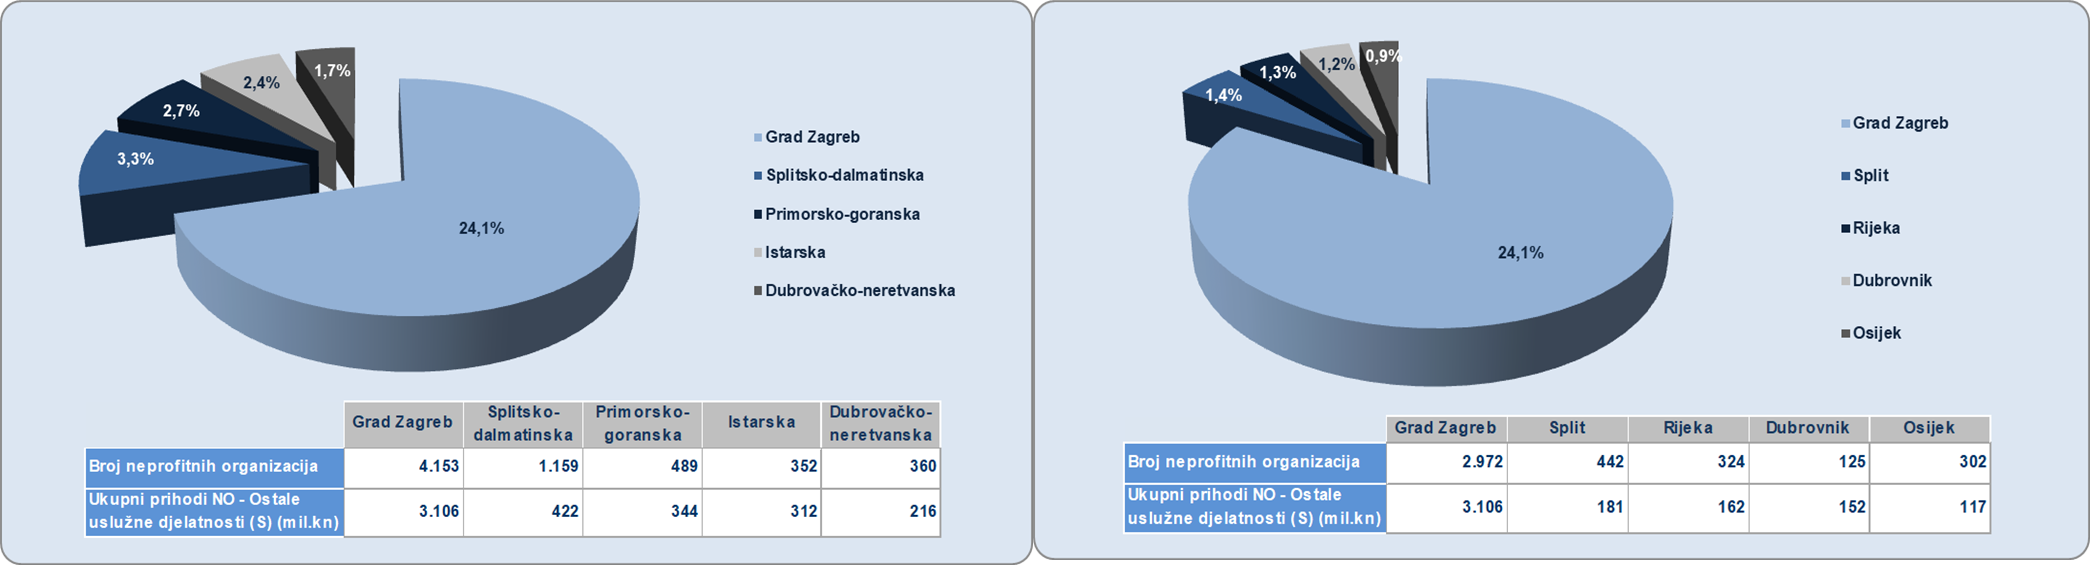 1,7%
2,4%
2,7%
3,3%
24,1%
Grad Zagreb
Splitsko-dalmatinska
Primorsko-goranska
Istarska
Dubrovačko-neretvanska
Grad Zagreb Splitsko-dalmatinska Primorsko-goranska Istarska Dubrovačko-neretvanska
Broj neprofitnih organizacija 4.153 1.159 489 352 360
Ukupni prihodi NO - Ostale
uslužne djelatnosti (S) (mil.kn) 3.106 422 344 312 216
0,9%
1,2%
1,3%
1,4%
24,1%
Grad Zagreb
Split
Rijeka
Dubrovnik
Osijek
Grad Zagreb Split Rijeka Dubrovnik Osijek
Broj neprofitnih organizacija 2.972 442 324 125 302
Ukupni prihodi NO - Ostale
uslužne djelatnosti (S) (mil.kn) 3.106 181 162 152 117